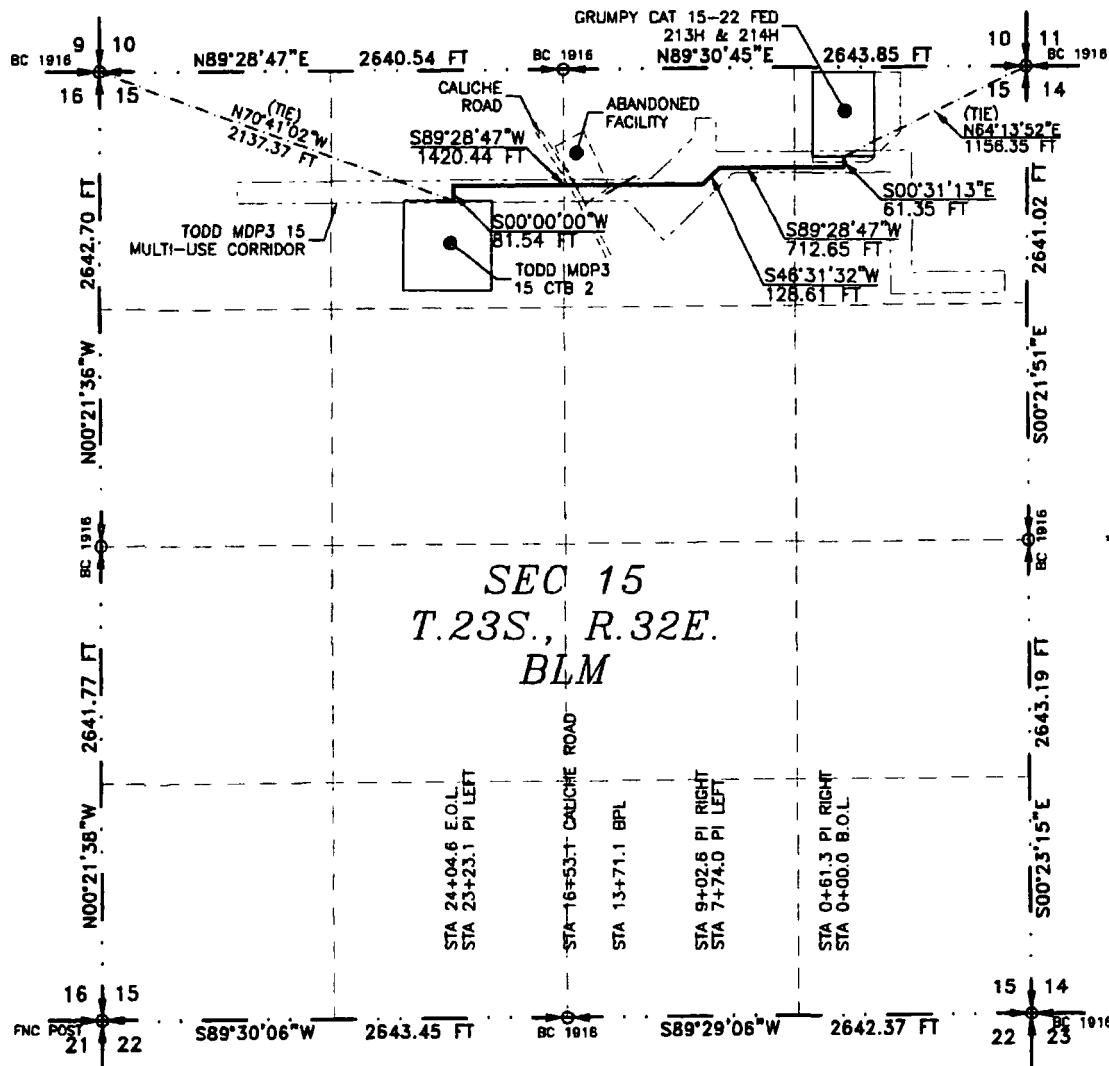 GRUMPY CAT 15-22 FED
213H & 214H
9 10
BC 1916
N89°28'47"E 2640.54 FT
BC 1916
N89°30'45"E 2643.85 FT
10 11
BC 1916
16 15
15 14
CALICHE
ROAD
ABANDONED
FACILITY
(TIE)
N70°41'02"W
2137.37 FT
(TIE)
N64°13'52"E
1156.35 FT
S89°28'47"W
1420.44 FT
S00°31'13"E
61.35 FT
TODD MDP3 15
MULTI-USE CORRIDOR
S00°00'00"W
81.54 FT
S89°28'47"W
712.65 FT
TODD MDP3
15 CTB 2
S46°31'32"W
128.61 FT
N00°21'36"W 2642.70 FT
S00°21'51"E 2641.02 FT
BC 1916
BC 1916
SEC 15
T.23S., R.32E.
BLM
N00°21'38"W 2641.77 FT
S00°23'15"E 2643.19 FT
STA 24+04.6 E.O.L.
STA 23+23.1 PI LEFT
STA 16+53.1 CALICHE ROAD
STA 13+71.1 BPL
STA 9+02.6 PI RIGHT
STA 7+74.0 PI LEFT
STA 0+61.3 PI RIGHT
STA 0+00.0 B.O.L.
16 15
FNC POST
21 22
S89°30'06"W 2643.45 FT
BC 1916
S89°29'06"W 2642.37 FT
15 14
BC 1916
22 23